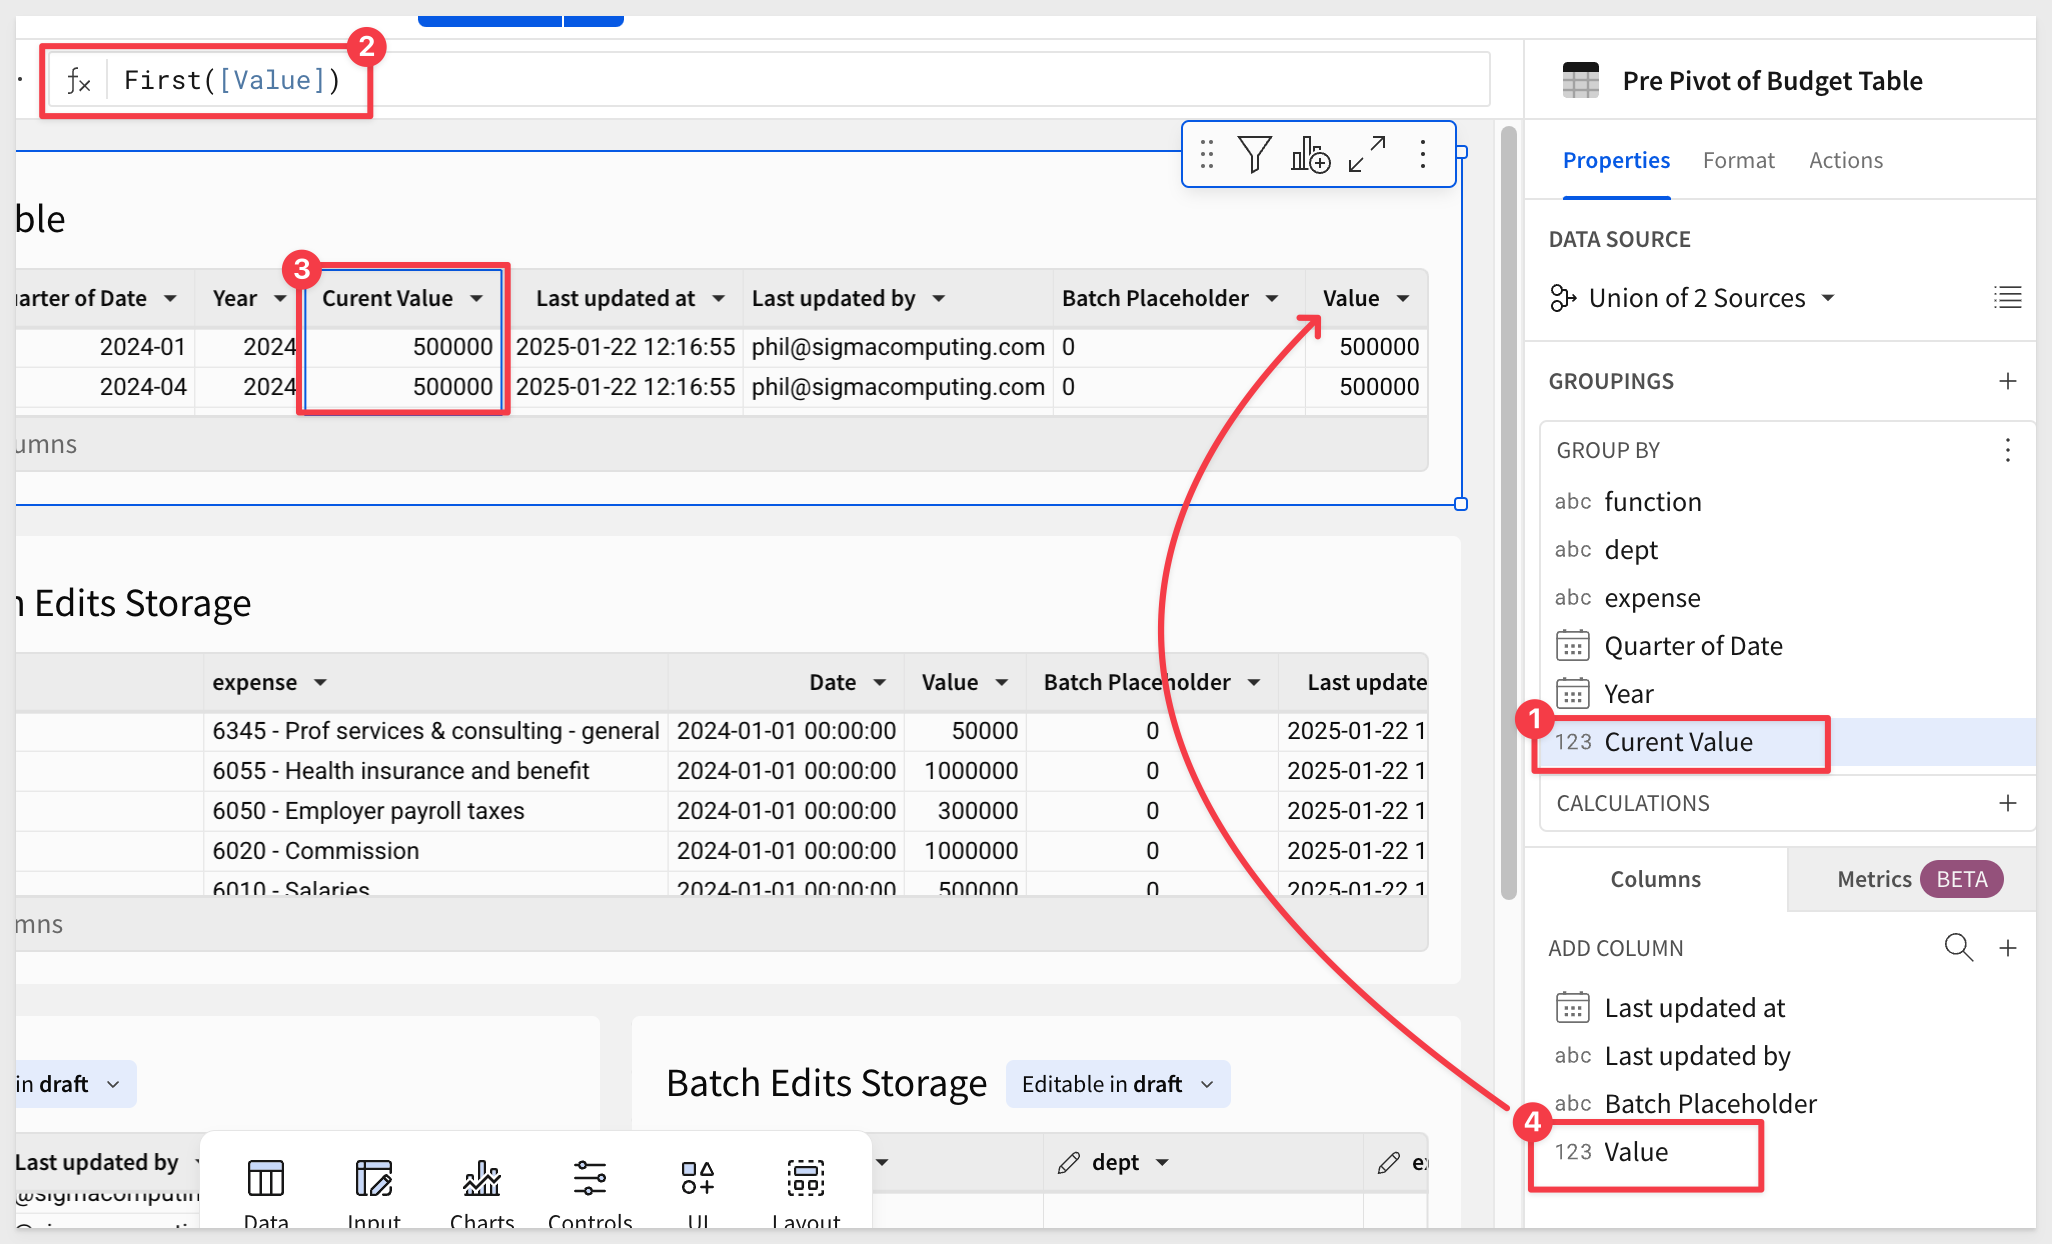 2
fx First([Value])
Pre Pivot of Budget Table
Properties Format Actions
ble
DATA SOURCE
3
Union of 2 Sources
arter of Date Year Curent Value Last updated at Last updated by Batch Placeholder Value
2024-01 2024 500000 2025-01-22 12:16:55 phil@sigmacomputing.com 0 500000
2024-04 2024 500000 2025-01-22 12:16:55 phil@sigmacomputing.com 0 500000
umns
GROUPINGS
GROUP BY
abc function
abc dept
abc expense
Quarter of Date
Year
1
123 Curent Value
CALCULATIONS
Edits Storage
expense Date Value Batch Placeholder Last update
6345 - Prof services & consulting - general 2024-01-01 00:00:00 50000 0 2025-01-22 1
6055 - Health insurance and benefit 2024-01-01 00:00:00 1000000 0 2025-01-22 1
6050 - Employer payroll taxes 2024-01-01 00:00:00 300000 0 2025-01-22 1
6020 - Commission 2024-01-01 00:00:00 1000000 0 2025-01-22 1
6010 - Salaries 2024-01-01 00:00:00 500000 0 2025-01-22 1
mns
Columns Metrics BETA
ADD COLUMN
Last updated at
abc Last updated by
abc Batch Placeholder
4
123 Value
in draft
Batch Edits Storage Editable in draft
Last updated by dept
@sigmacomputin
Data Input Charts Controls UI Layout